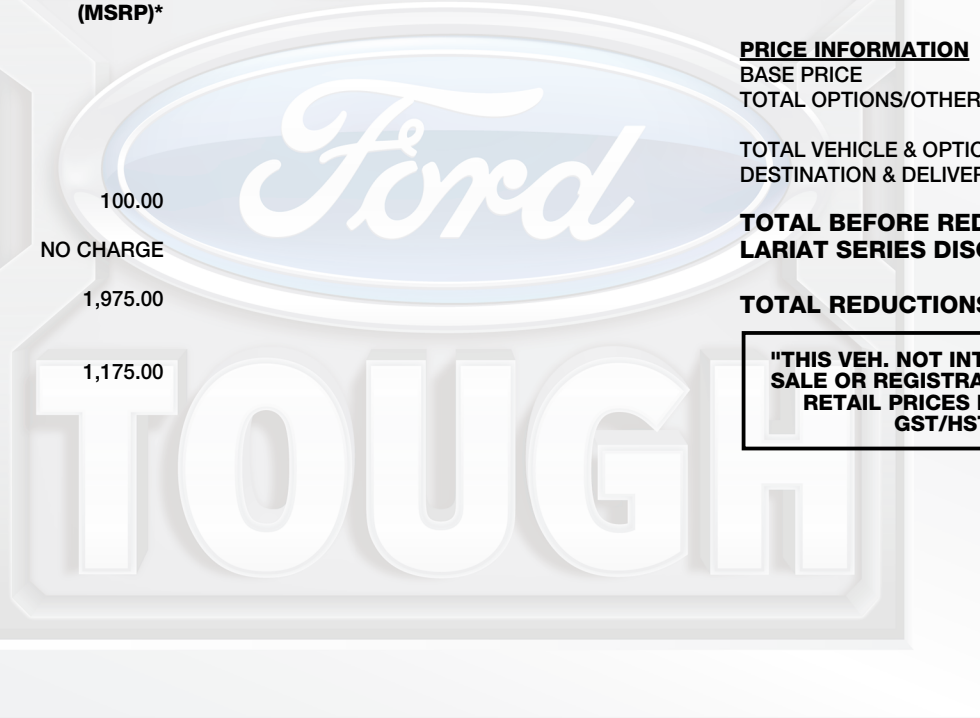 (MSRP)*
100.00
NO CHARGE
1,975.00
1,175.00
Ford
TOUGH
PRICE INFORMATION
BASE PRICE
TOTAL OPTIONS/OTHER
TOTAL VEHICLE & OPTIO
DESTINATION & DELIVER
TOTAL BEFORE RED
LARIAT SERIES DISC
TOTAL REDUCTIONS
"THIS VEH. NOT INT
SALE OR REGISTRA
RETAIL PRICES
GST/HST